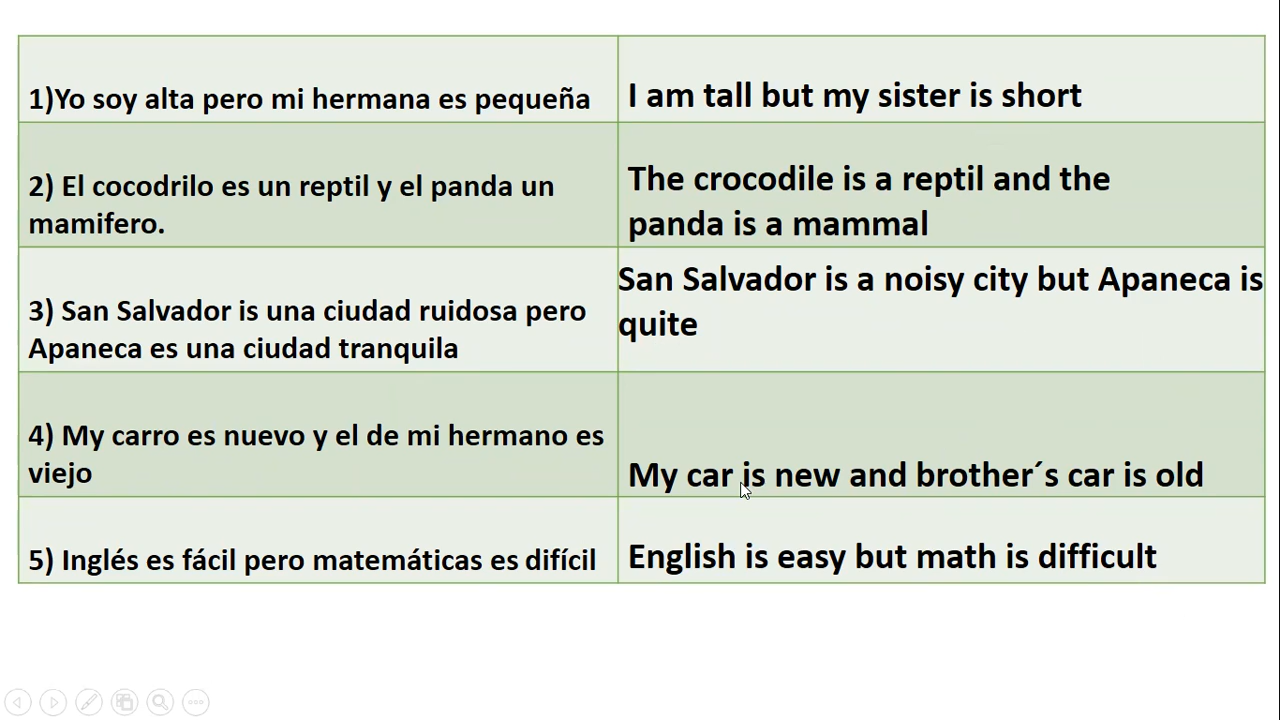 1)Yo soy alta pero mi hermana es pequeña
I am tall but my sister is short
2) El cocodrilo es un reptil y el panda un
mamifero.
The crocodile is a reptil and the
panda is a mammal
3) San Salvador is una ciudad ruidosa pero
Apaneca es una ciudad tranquila
San Salvador is a noisy city but Apaneca is
quite
4) My carro es nuevo y el de mi hermano es
viejo
My car is new and brother´s car is old
5) Inglés es fácil pero matemáticas es difícil
English is easy but math is difficult